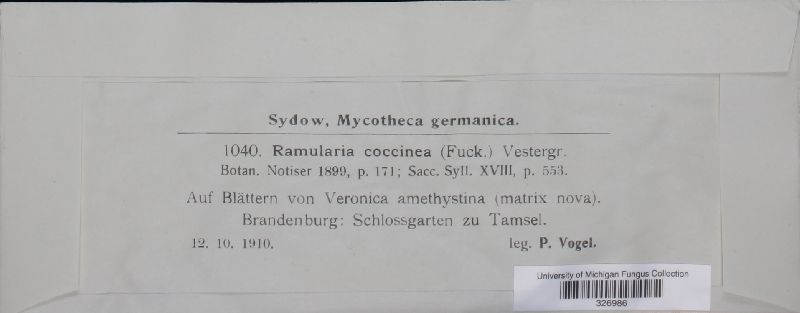 Sydow, Mycotheca germanica.
1040. Ramularia coccinea (Fuck.) Vestergr.
Botan. Notiser 1899, p. 171; Sacc. Syll. XVIII, p. 553.
Auf Blättern von Veronica amethystina (matrix nova).
Brandenburg: Schlossgarten zu Tamsel.
12. 10. 1910. leg. P. Vogel.
University of Michigan Fungus Collection
326986